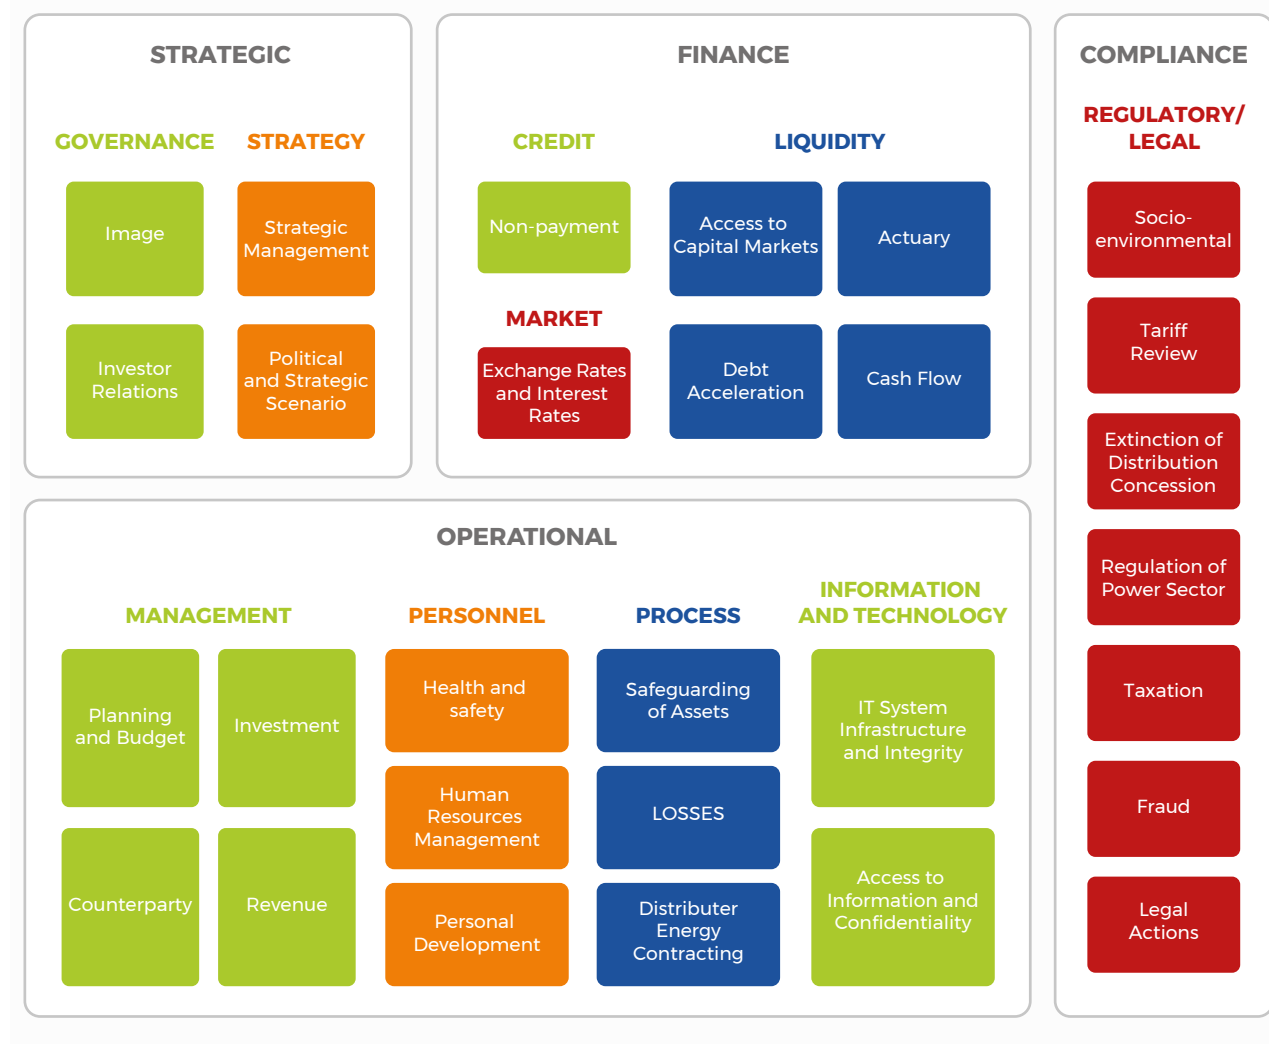 STRATEGIC
GOVERNANCE
STRATEGY
Image
Strategic
Management
Investor
Relations
Political
and Strategic
Scenario
FINANCE
CREDIT
LIQUIDITY
Non-payment
Access to
Capital Markets
Actuary
MARKET
Exchange Rates
and Interest
Rates
Debt
Acceleration
Cash Flow
COMPLIANCE
REGULATORY/
LEGAL
Socio-
environmental
Tariff
Review
Extinction of
Distribution
Concession
Regulation of
Power Sector
Taxation
Fraud
Legal
Actions
OPERATIONAL
MANAGEMENT
Planning
and Budget
Investment
Counterparty
Revenue
PERSONNEL
Health and
safety
Human
Resources
Management
Personal
Development
PROCESS
Safeguarding
of Assets
LOSSES
Distributer
Energy
Contracting
INFORMATION
AND TECHNOLOGY
IT System
Infrastructure
and Integrity
Access to
Information and
Confidentiality